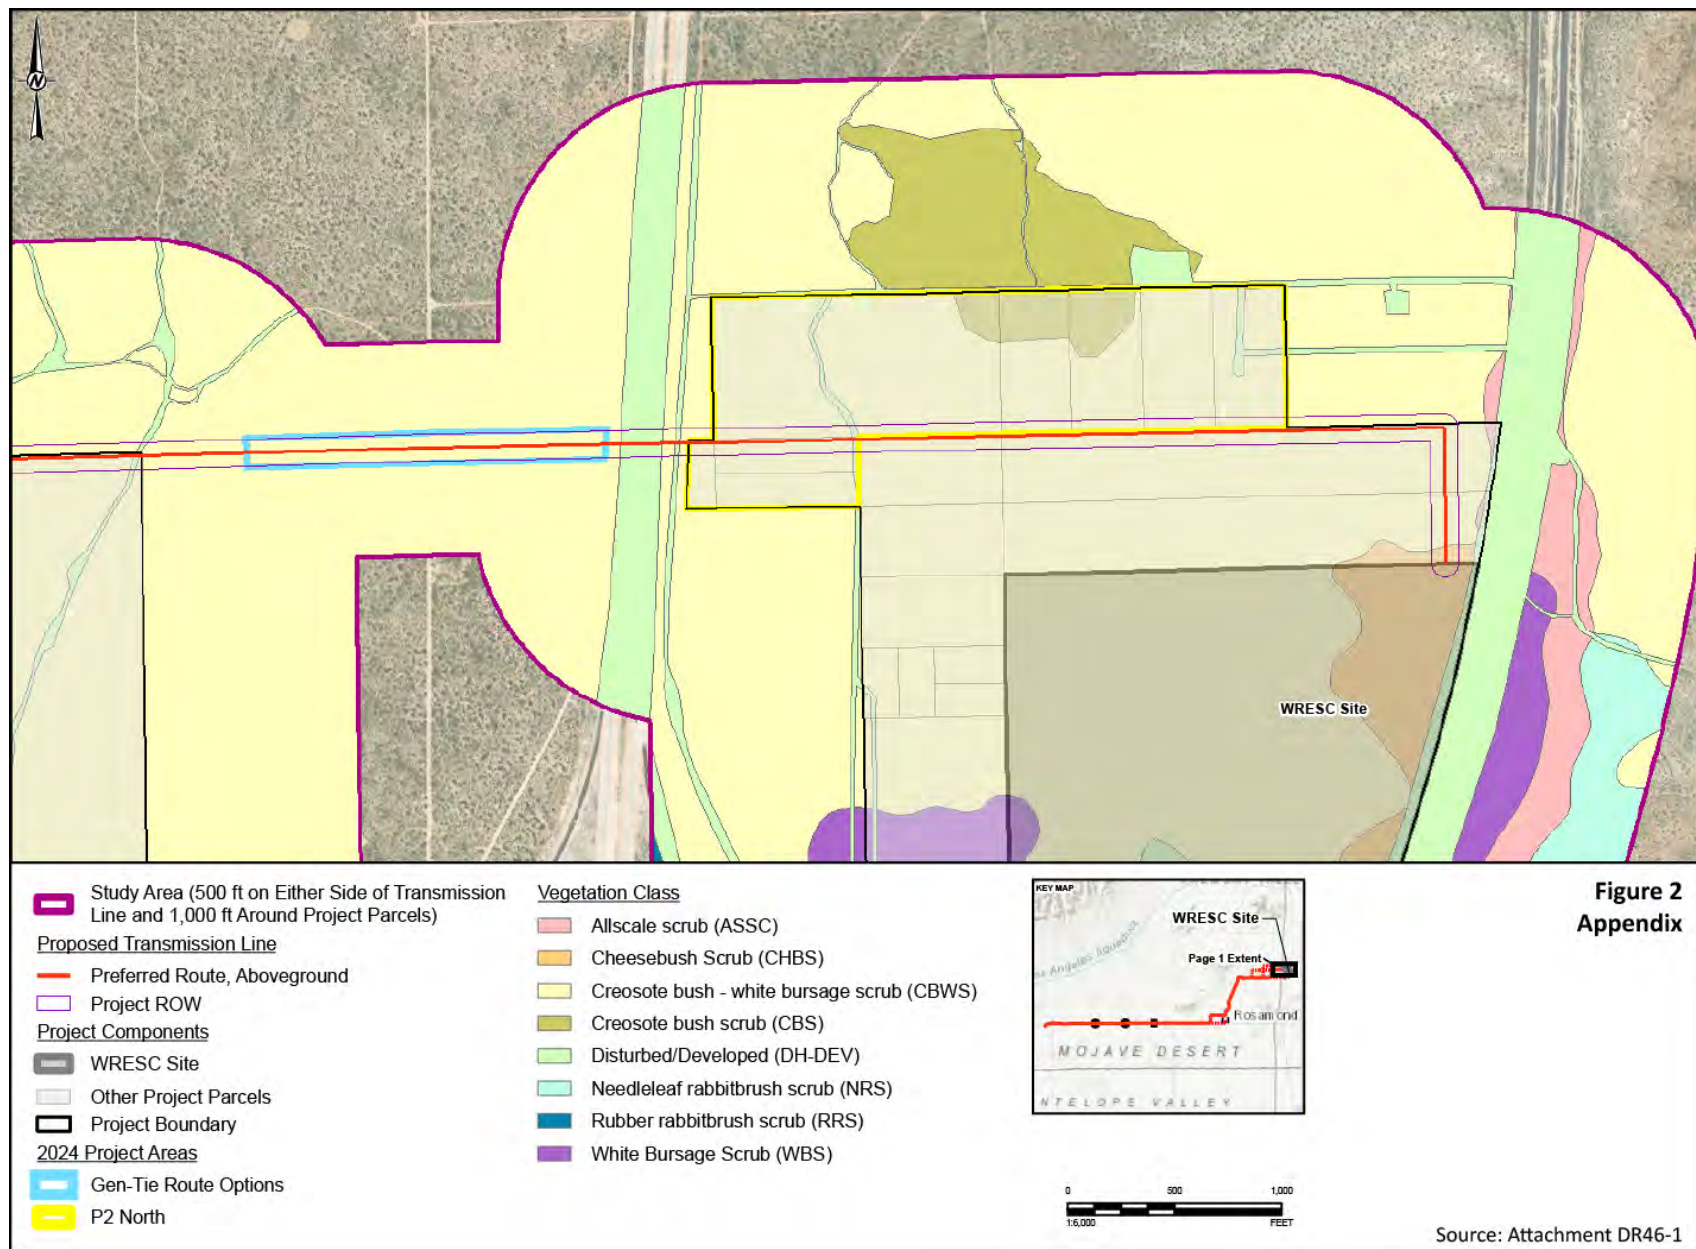 N
WRESC Site
Study Area (500 ft on Either Side of Transmission
Line and 1,000 ft Around Project Parcels)
Proposed Transmission Line
Preferred Route, Aboveground
Project ROW
Project Components
WRESC Site
Other Project Parcels
Project Boundary
2024 Project Areas
Gen-Tie Route Options
P2 North
Vegetation Class
Allscale scrub (ASSC)
Cheesebush Scrub (CHBS)
Creosote bush - white bursage scrub (CBWS)
Creosote bush scrub (CBS)
Disturbed/Developed (DH-DEV)
Needleleaf rabbitbrush scrub (NRS)
Rubber rabbitbrush scrub (RRS)
White Bursage Scrub (WBS)
KEY MAP
WRESC Site
Angeles Aqueduct
Page 1 Extent
Rosamond
MOJAVE DESERT
NTELOPE VALLEY
0 500 1,000
1:6,000 FEET
Figure 2
Appendix
Source: Attachment DR46-1